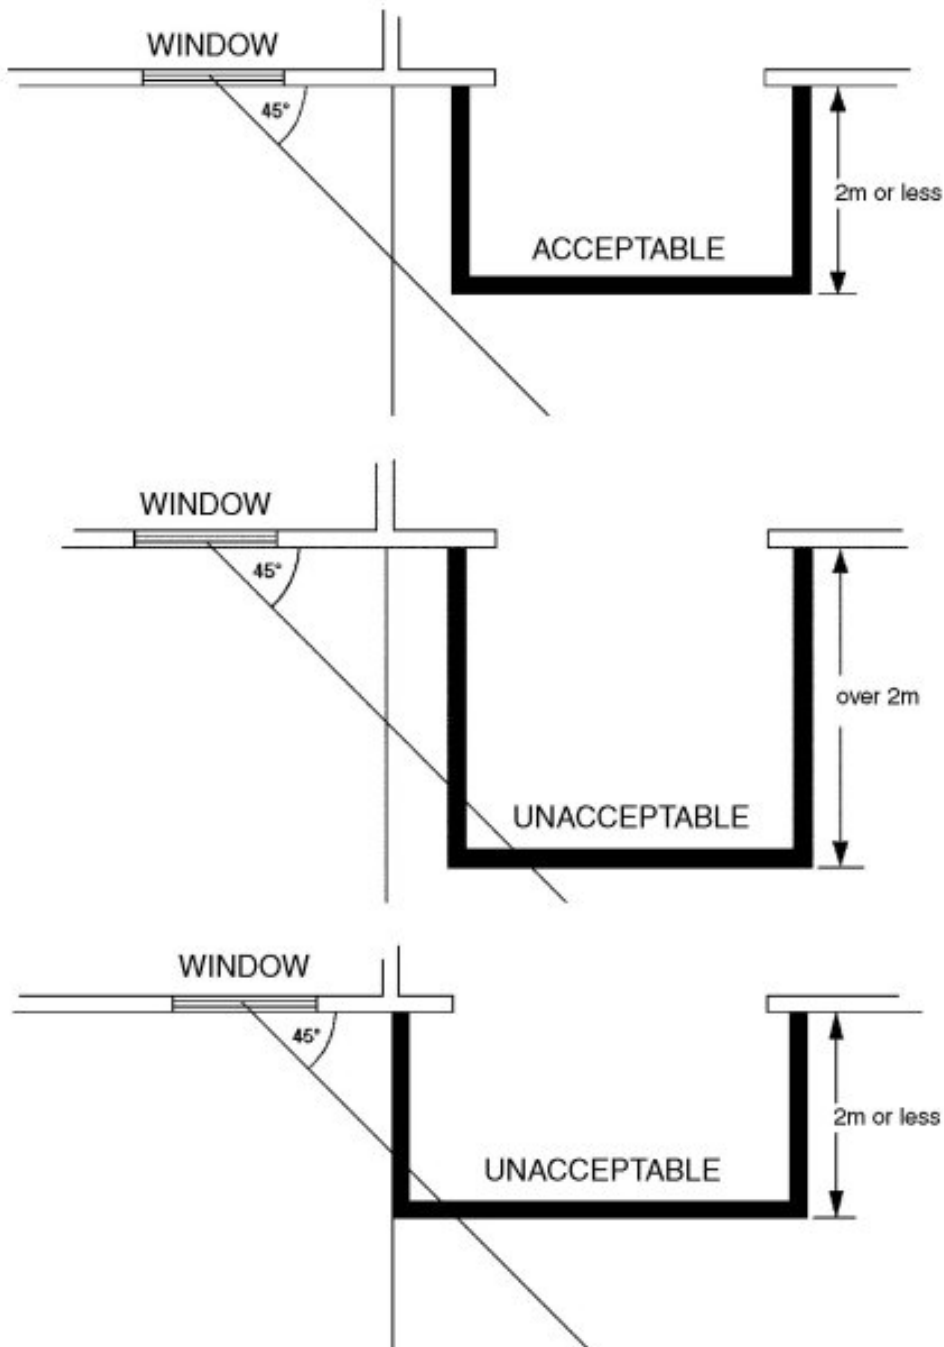 WINDOW
45°
2m or less
ACCEPTABLE
WINDOW
45°
over 2m
UNACCEPTABLE
WINDOW
45°
2m or less
UNACCEPTABLE